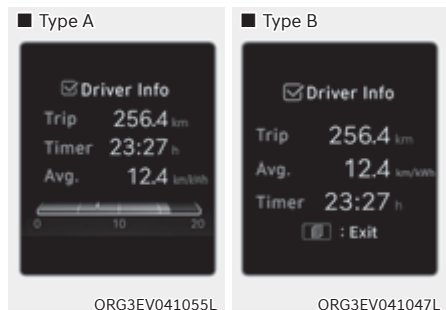 ■ Type A
Driver Info
Trip 256.4 km
Timer 23:27 h
Avg. 12.4 km/kWh
0 10 20
ORG3EV041055L
■ Type B
Driver Info
Trip 256.4 km
Avg. 12.4 km/kWh
Timer 23:27 h
: Exit
ORG3EV041047L